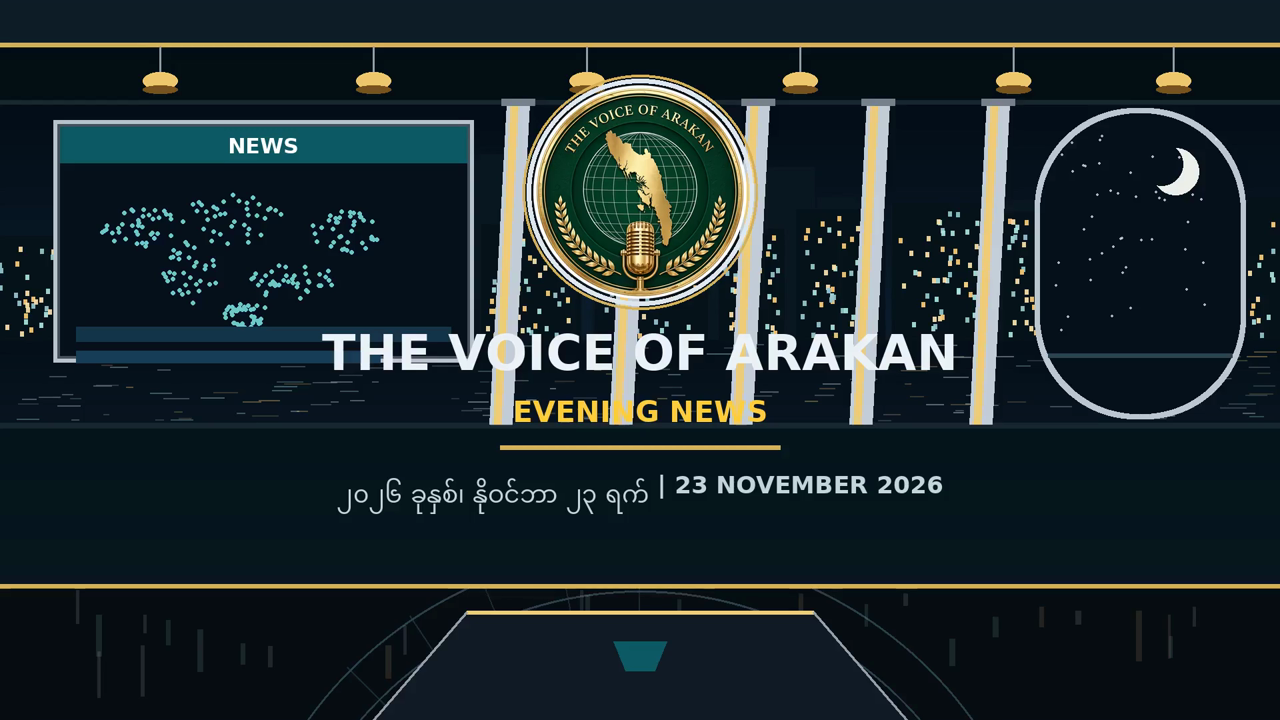 NEWS
THE VOICE OF ARAKAN
THE VOICE OF ARAKAN
EVENING NEWS
၂၀၂၆ ခုနှစ်၊ နိုဝင်ဘာ ၂၃ ရက် | 23 NOVEMBER 2026